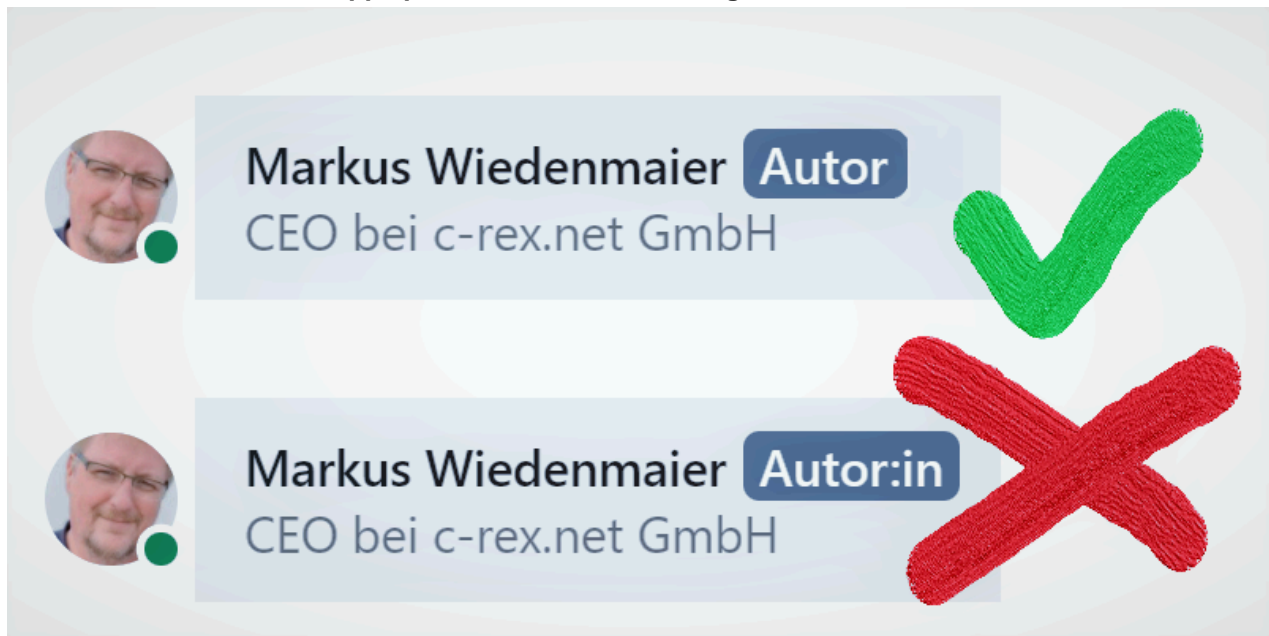 Markus Wiedenmaier Autor
CEO bei c-rex.net GmbH
Markus Wiedenmaier Autor:in
CEO bei c-rex.net GmbH